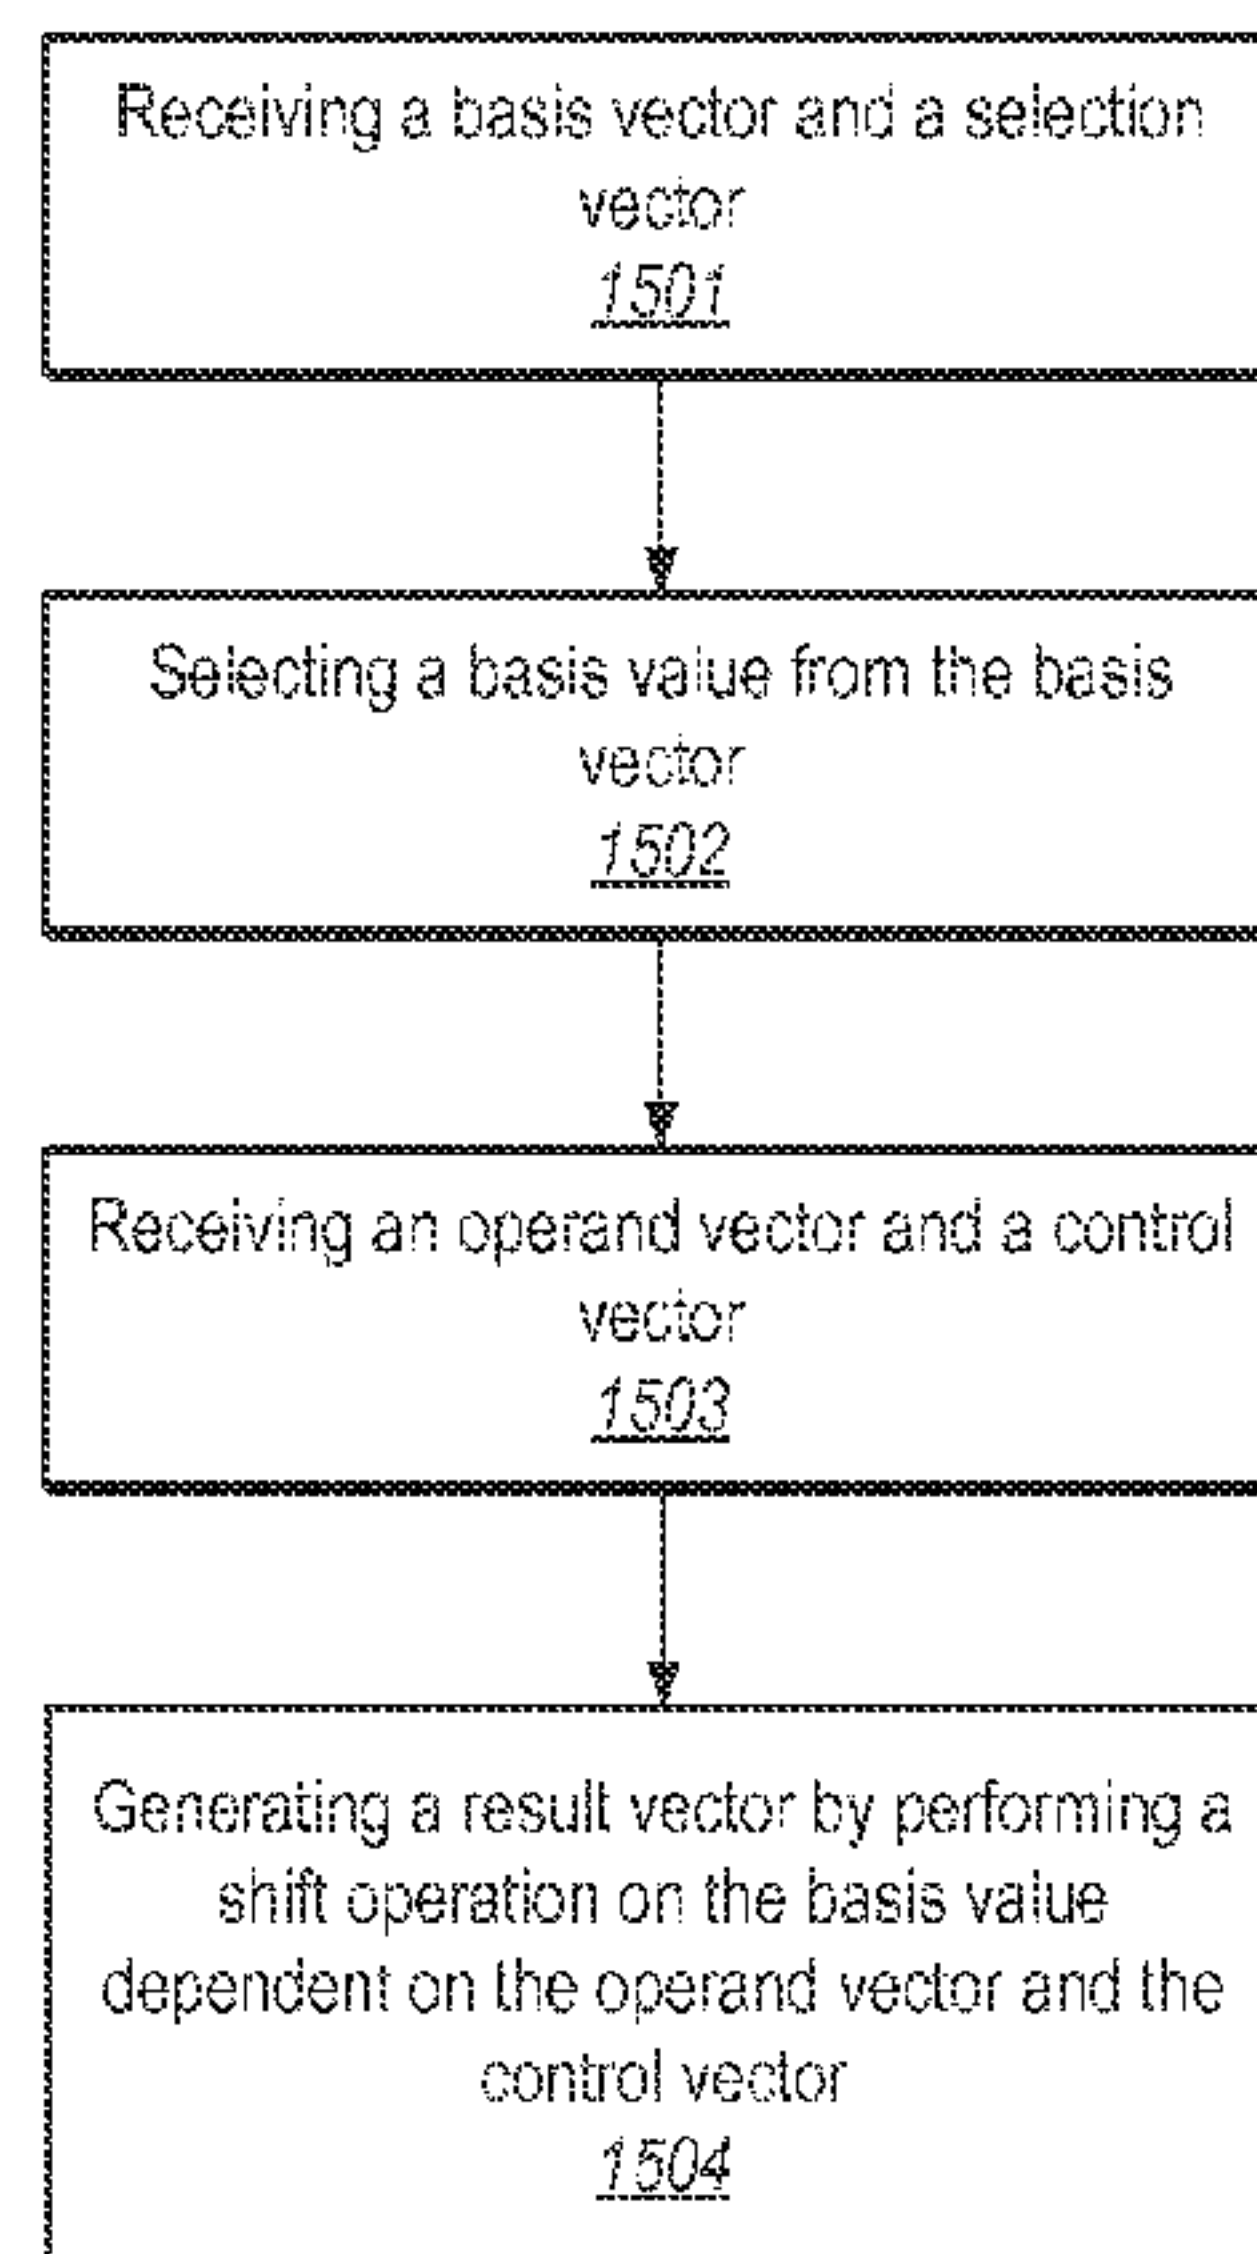 Receiving a basis vector and a selection
vector
1501
Selecting a basis value from the basis
vector
1502
Receiving an operand vector and a control
vector
1503
Generating a result vector by performing a
shift operation on the basis value
dependent on the operand vector and the
control vector
1504